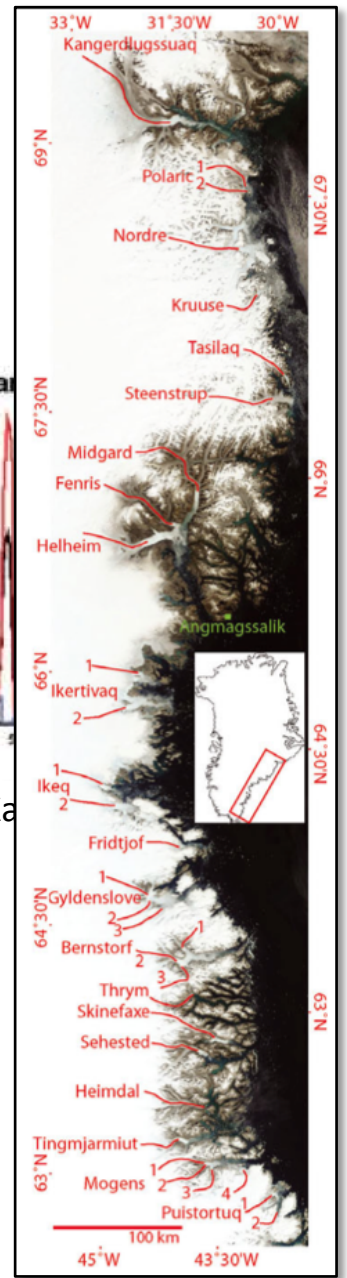 33°W 31°30'W 30°W
Kangerdlugssuaq
69°N
1
Polaric 2
67°30'N
Nordre
Kruuse
Tasilaq
67°30'N
Steenstrup
Midgard
66°N
Fenris
Helheim
Angmagssalik
66°N
1
Ikertivaq
2
64°30'N
1
Ikeq
2
Fridtjof
1
Gyldenslove
2
3
64°30'N
1
Bernstorf
2
3
Thrym
63°N
Skinefaxe
Sehested
Heimdal
Tingmjarmiut
63°N
1
Mogens 2 3 4
1
Puistortuq
2
100 km
45°W 43°30'W